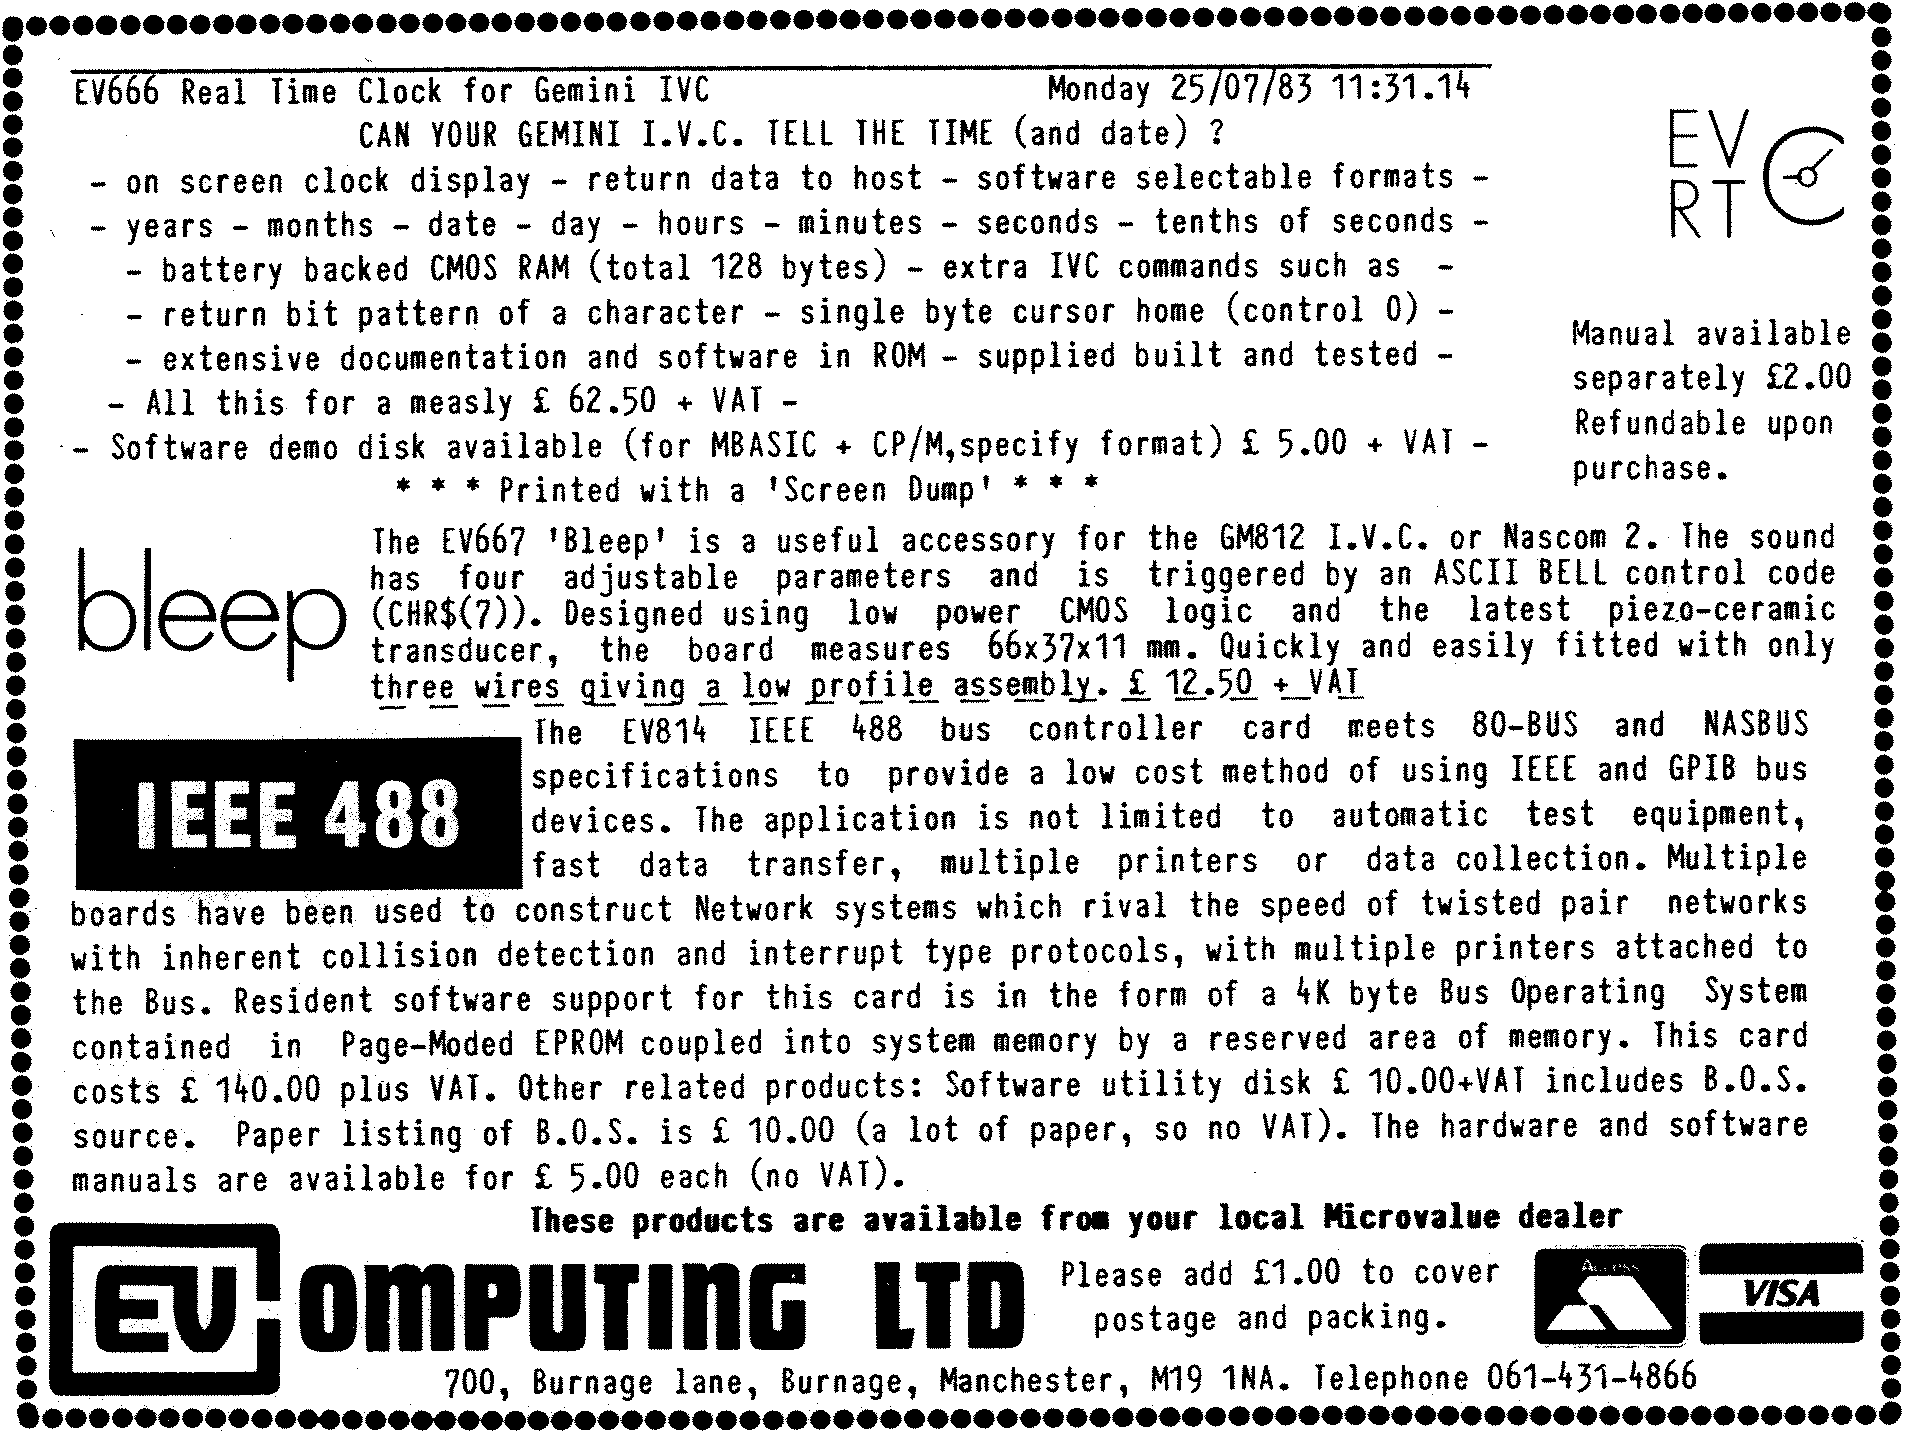 EV666 Real Time Clock for Gemini IVC Monday 25/07/83 11:31.14
CAN YOUR GEMINI I.V.C. TELL THE TIME (and date) ?
- on screen clock display - return data to host - software selectable formats -
- years - months - date - day - hours - minutes - seconds - tenths of seconds -
- battery backed CMOS RAM (total 128 bytes) - extra IVC commands such as -
- return bit pattern of a character - single byte cursor home (control O) -
- extensive documentation and software in ROM - supplied built and tested -
- All this for a measly £ 62.50 + VAT -
- Software demo disk available (for MBASIC + CP/M,specify format) £ 5.00 + VAT -
* * * Printed with a 'Screen Dump' * * *
EV
RTC
Manual available
separately £2.00
Refundable upon
purchase.
bleep
The EV667 'Bleep' is a useful accessory for the GM812 I.V.C. or Nascom 2. The sound
has four adjustable parameters and is triggered by an ASCII BELL control code
(CHR$(7)). Designed using low power CMOS logic and the latest piezo-ceramic
transducer, the board measures 66x37x11 mm. Quickly and easily fitted with only
three wires giving a low profile assembly. £ 12.50 + VAT
IEEE 488
The EV814 IEEE 488 bus controller card meets 80-BUS and NASBUS
specifications to provide a low cost method of using IEEE and GPIB bus
devices. The application is not limited to automatic test equipment,
fast data transfer, multiple printers or data collection. Multiple
boards have been used to construct Network systems which rival the speed of twisted pair networks
with inherent collision detection and interrupt type protocols, with multiple printers attached to
the Bus. Resident software support for this card is in the form of a 4K byte Bus Operating System
contained in Page-Moded EPROM coupled into system memory by a reserved area of memory. This card
costs £ 140.00 plus VAT. Other related products: Software utility disk £ 10.00+VAT includes B.O.S.
source. Paper listing of B.O.S. is £ 10.00 (a lot of paper, so no VAT). The hardware and software
manuals are available for £ 5.00 each (no VAT).
These products are available from your local Microvalue dealer
EV COMPUTING LTD
Please add £1.00 to cover
postage and packing.
Access
VISA
700, Burnage lane, Burnage, Manchester, M19 1NA. Telephone 061-431-4866